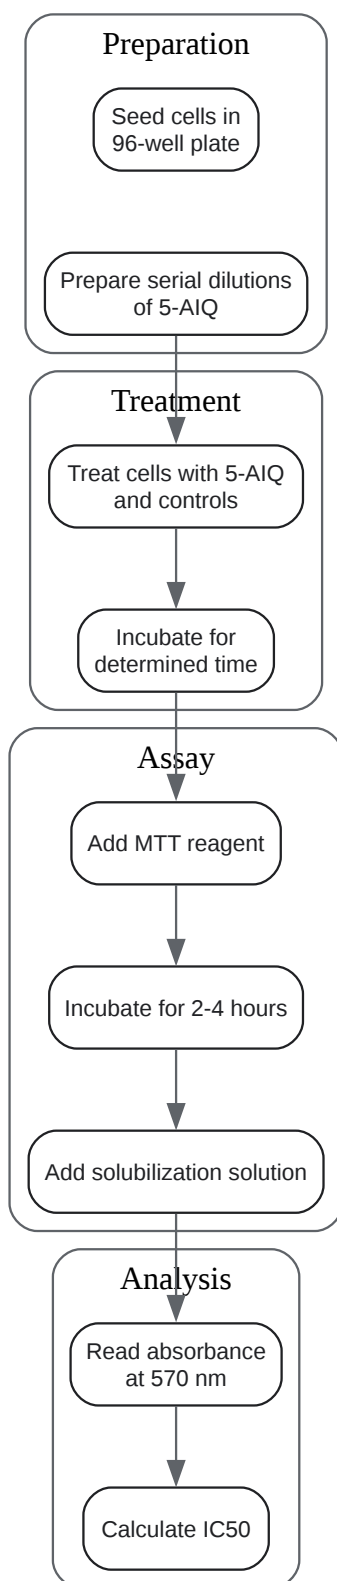 Preparation
Seed cells in
96-well plate
Prepare serial dilutions
of 5-AIQ
Treatment
Treat cells with 5-AIQ
and controls
Incubate for
determined time
Assay
Add MTT reagent
Incubate for 2-4 hours
Add solubilization solution
Analysis
Read absorbance
at 570 nm
Calculate IC50